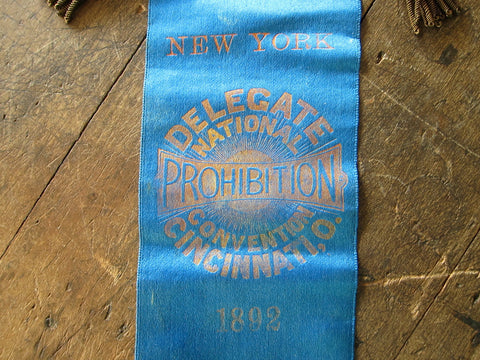 NEW YORK
DELEGATE
NATIONAL
PROHIBITION
CONVENTION
CINCINNATI, O.
1892